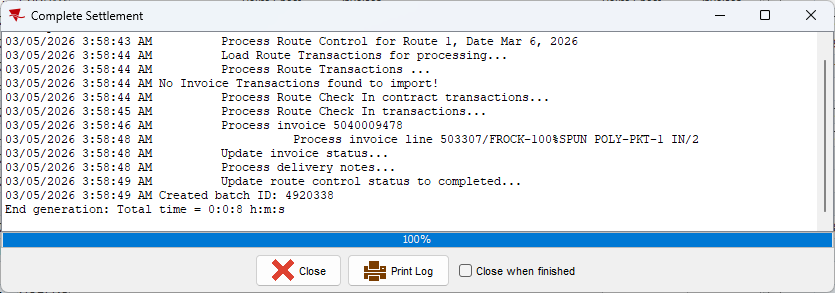 Complete Settlement
03/05/2026 3:58:43 AM Process Route Control for Route 1, Date Mar 6, 2026
03/05/2026 3:58:44 AM Load Route Transactions for processing...
03/05/2026 3:58:44 AM Process Route Transactions ...
03/05/2026 3:58:44 AM No Invoice Transactions found to import!
03/05/2026 3:58:44 AM Process Route Check In contract transactions...
03/05/2026 3:58:45 AM Process Route Check In transactions...
03/05/2026 3:58:46 AM Process invoice 5040009478
03/05/2026 3:58:48 AM Process invoice line 503307/FROCK-100%SPUN POLY-PKT-1 IN/2
03/05/2026 3:58:48 AM Update invoice status...
03/05/2026 3:58:48 AM Process delivery notes...
03/05/2026 3:58:49 AM Update route control status to completed...
03/05/2026 3:58:49 AM Created batch ID: 4920338
End generation: Total time = 0:0:8 h:m:s
100%
Close
Print Log
Close when finished